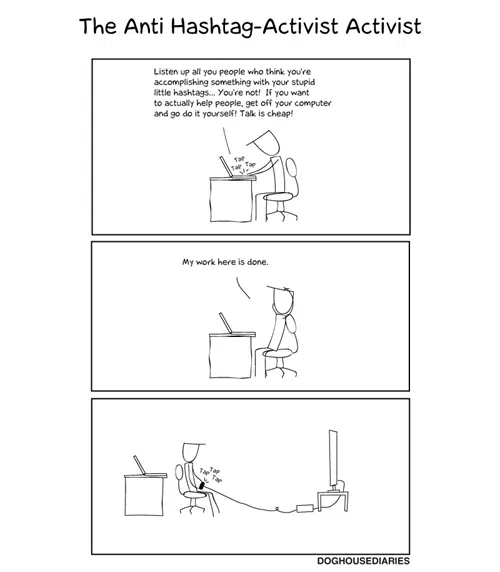 The Anti Hashtag-Activist Activist
Listen up all you people who think you're
accomplishing something with your stupid
little hashtags... You're not! If you want
to actually help people, get off your computer
and go do it yourself! Talk is cheap!
Tap
Tap Tap
My work here is done.
Tap Tap
Tap
DOGHOUSEDIARIES